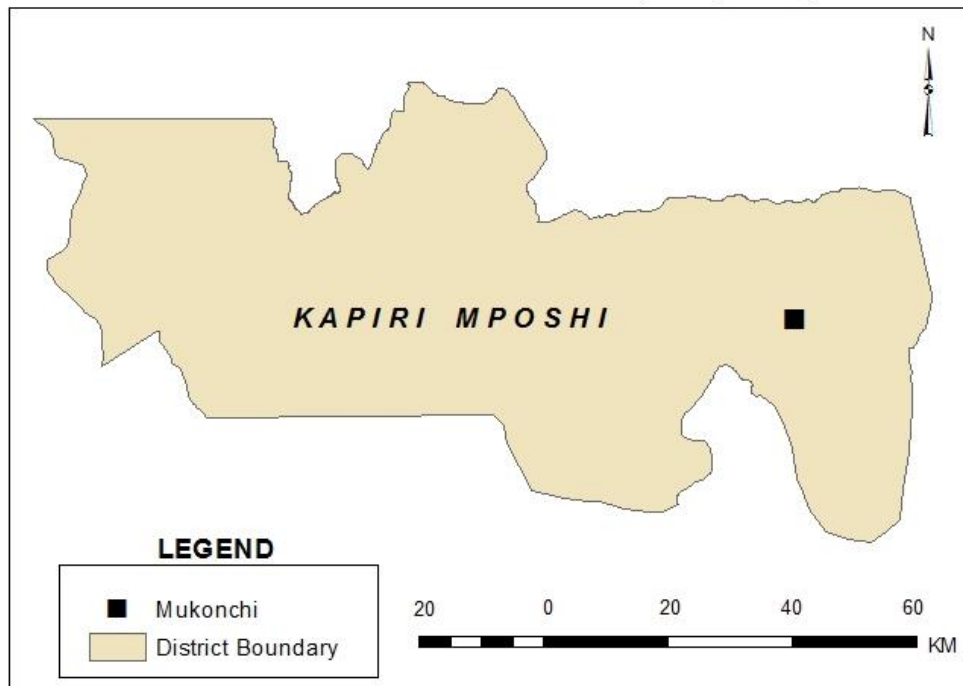 N
KAPIRI MPOSHI
LEGEND
Mukonchi
District Boundary
20 0 20 40 60
KM